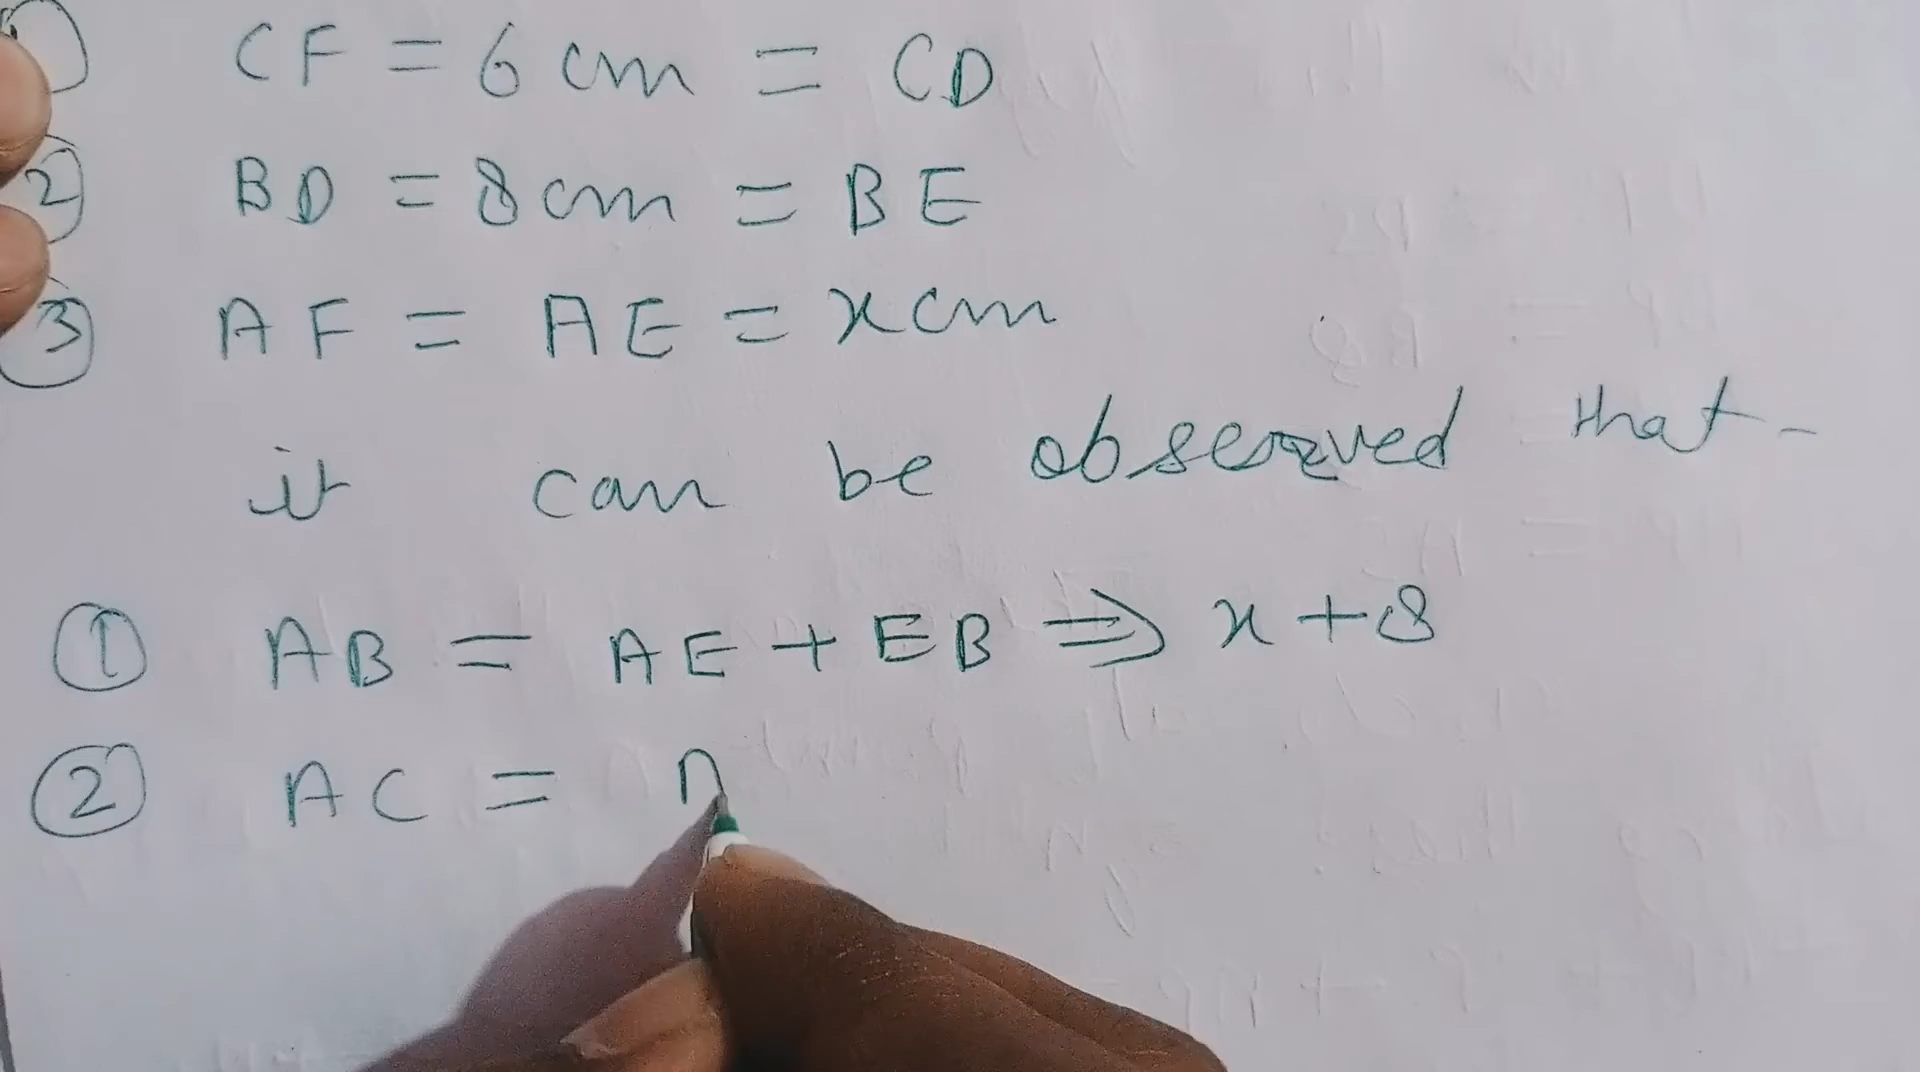 ① CF = 6 cm = CD
② BD = 8 cm = BE
③ AF = AE = x cm
it can be observed that -
① AB = AE + EB ⇒ x + 8
② AC = A